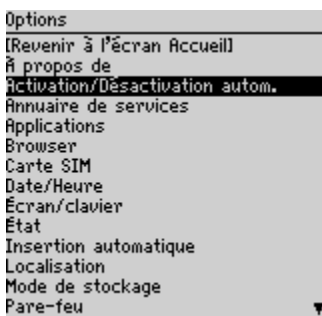 Options
[Revenir à l'écran Accueil]
À propos de
Activation/Désactivation autom.
Annuaire de services
Applications
Browser
Carte SIM
Date/Heure
Écran/clavier
État
Insertion automatique
Localisation
Mode de stockage
Pare-feu